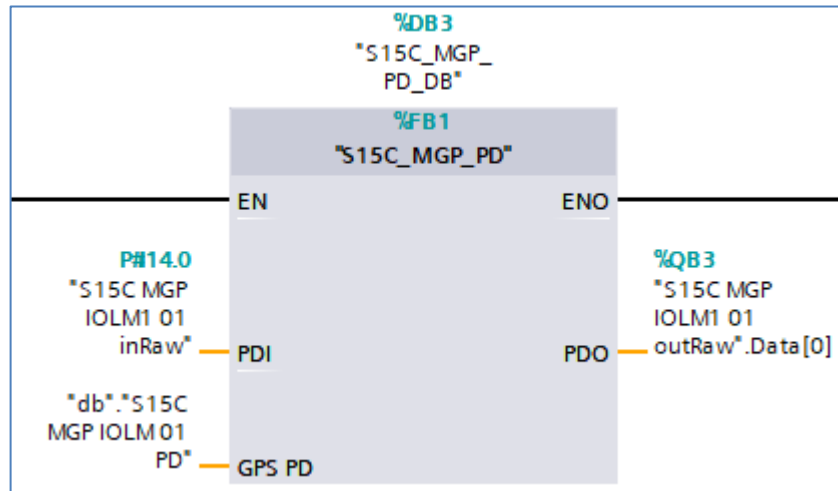 %DB3
"S15C_MGP_
PD_DB"
%FB1
"S15C_MGP_PD"
EN
ENO
P#I14.0
"S15C MGP
IOLM1 01
inRaw"
PDI
%QB3
"S15C MGP
IOLM1 01
outRaw".Data[0]
PDO
"db"."S15C
MGP IOLM 01
PD"
GPS PD